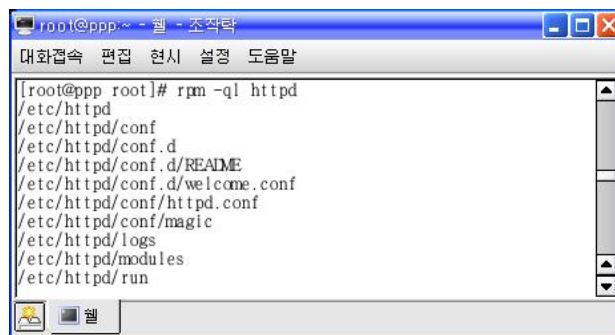 root@ppp:~ - 웰 - 조작탁
대화접속 편집 현시 설정 도움말
[root@ppp root]# rpm -ql httpd
/etc/httpd
/etc/httpd/conf
/etc/httpd/conf.d
/etc/httpd/conf.d/README
/etc/httpd/conf.d/welcome.conf
/etc/httpd/conf/httpd.conf
/etc/httpd/conf/magic
/etc/httpd/logs
/etc/httpd/modules
/etc/httpd/run
웰